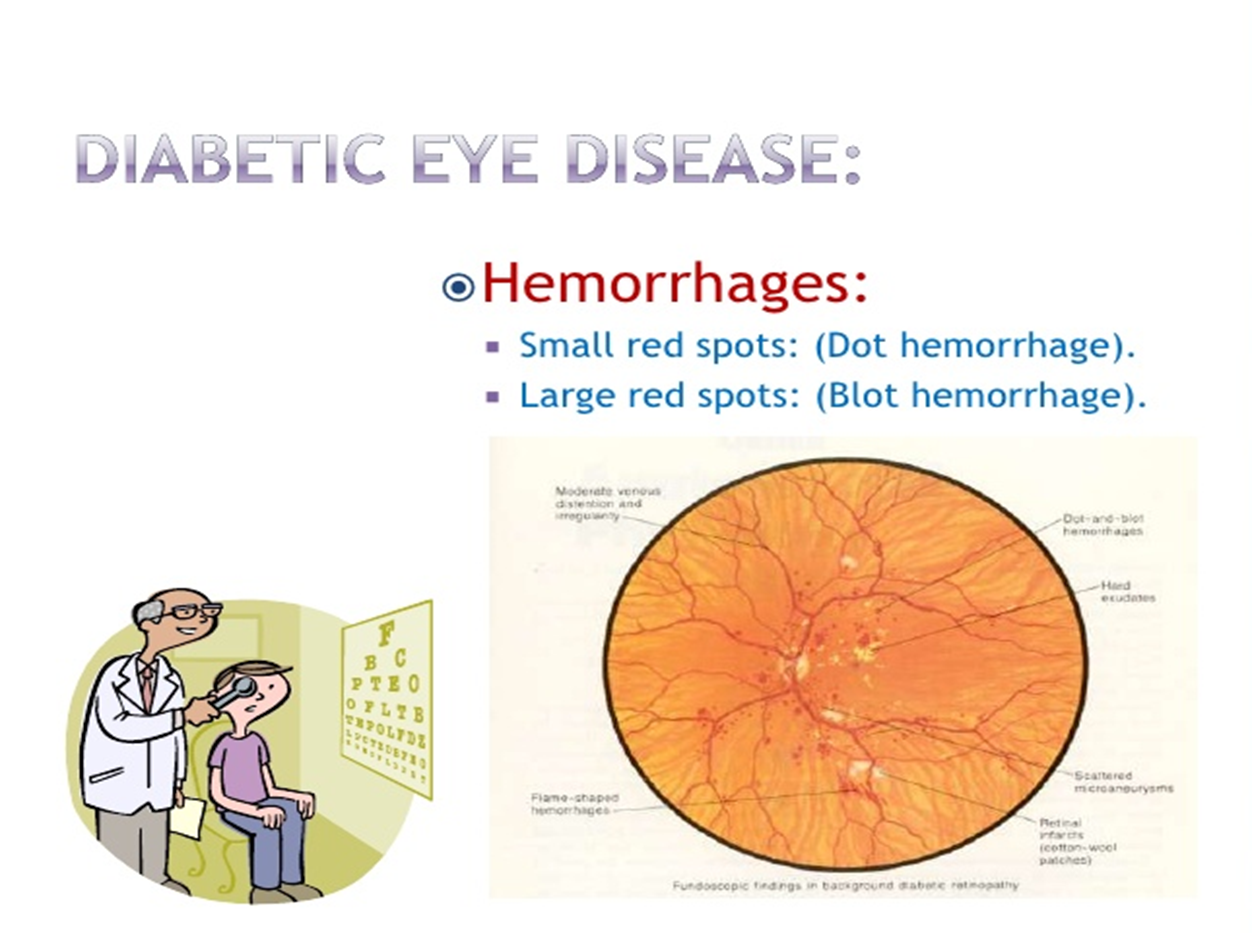 DIABETIC EYE DISEASE:
Hemorrhages:
Small red spots: (Dot hemorrhage).
Large red spots: (Blot hemorrhage).
Moderate venous
distention and
irregularity
Dot-and-blot
hemorrhages
Hard
exudates
Scattered
microaneurysms
Flame-shaped
hemorrhages
Retinal
infarcts
(cotton-wool
patches)
Fundoscopic findings in background diabetic retinopathy
F
B C
P T E O
O F L T B